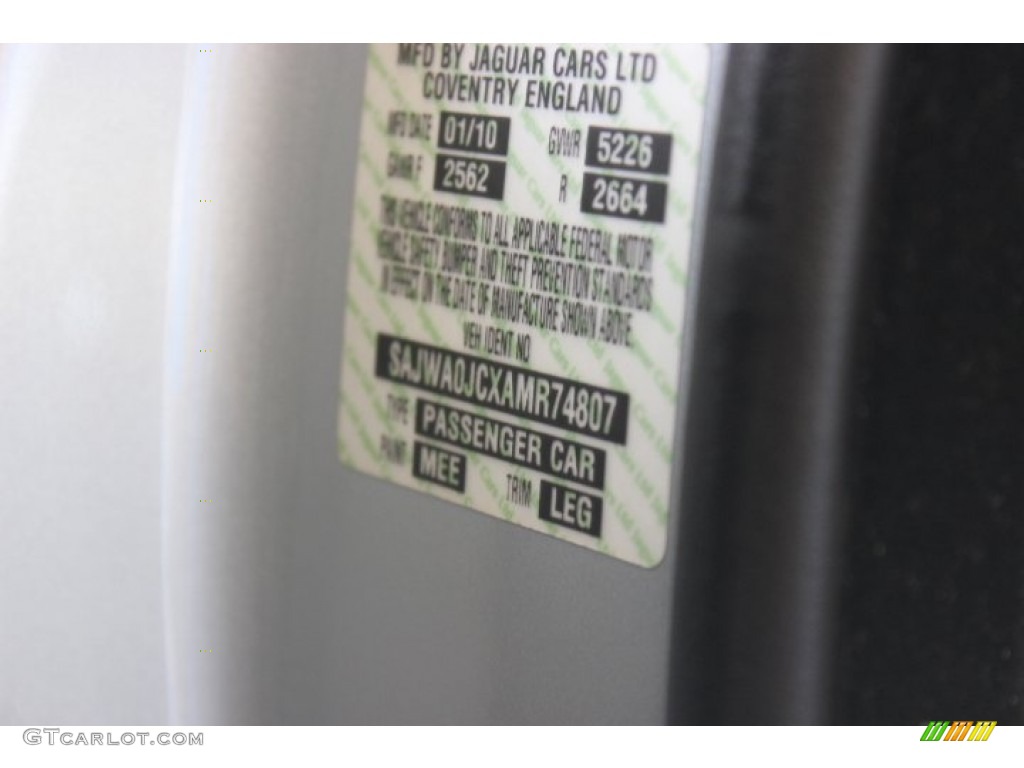 MFD BY JAGUAR CARS LTD
COVENTRY ENGLAND
MFD DATE 01/10 GVWR 5226
GAWR F 2562 R 2664
THIS VEHICLE CONFORMS TO ALL APPLICABLE FEDERAL MOTOR
VEHICLE SAFETY, BUMPER AND THEFT PREVENTION STANDARDS
IN EFFECT ON THE DATE OF MANUFACTURE SHOWN ABOVE.
VEH IDENT NO
SAJWA0JCXAMR74807
TYPE PASSENGER CAR
PAINT MEE TRIM LEG
GTCARLOT.COM